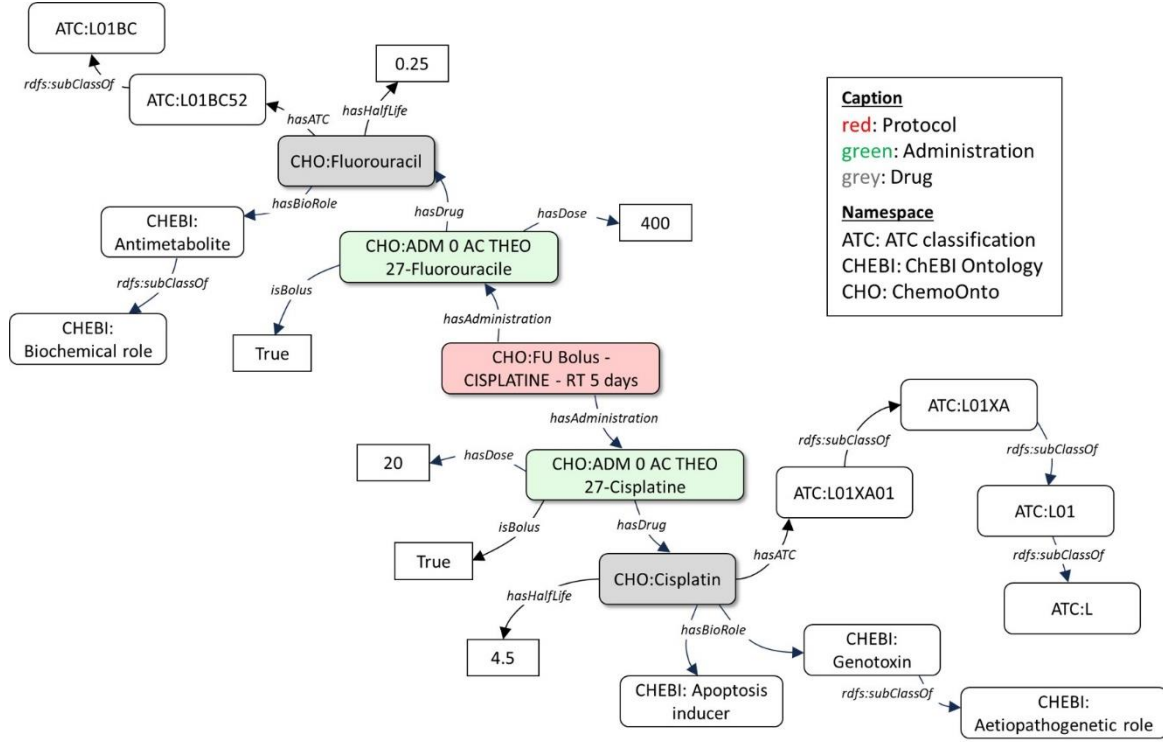 ATC:L01BC
rdfs:subClassOf
ATC:L01BC52
hasATC
0.25
hasHalfLife
CHO:Fluorouracil
hasBioRole
CHEBI:
Antimetabolite
rdfs:subClassOf
CHEBI:
Biochemical role
hasDrug
hasDose
400
CHO:ADM 0 AC THEO
27-Fluorouracile
isBolus
True
hasAdministration
CHO:FU Bolus -
CISPLATINE - RT 5 days
hasAdministration
20
hasDose
CHO:ADM 0 AC THEO
27-Cisplatine
isBolus
True
hasDrug
CHO:Cisplatin
hasHalfLife
4.5
hasATC
ATC:L01XA01
rdfs:subClassOf
ATC:L01XA
rdfs:subClassOf
ATC:L01
rdfs:subClassOf
ATC:L
hasBioRole
CHEBI: Apoptosis
inducer
CHEBI:
Genotoxin
rdfs:subClassOf
CHEBI:
Aetiopathogenetic role
Caption
red: Protocol
green: Administration
grey: Drug
Namespace
ATC: ATC classification
CHEBI: ChEBI Ontology
CHO: ChemoOnto